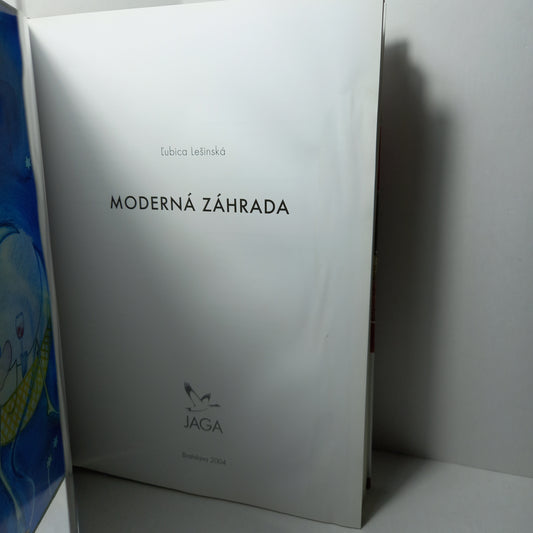 Ľubica Lešinská
MODERNÁ ZÁHRADA
JAGA
Bratislava 2004